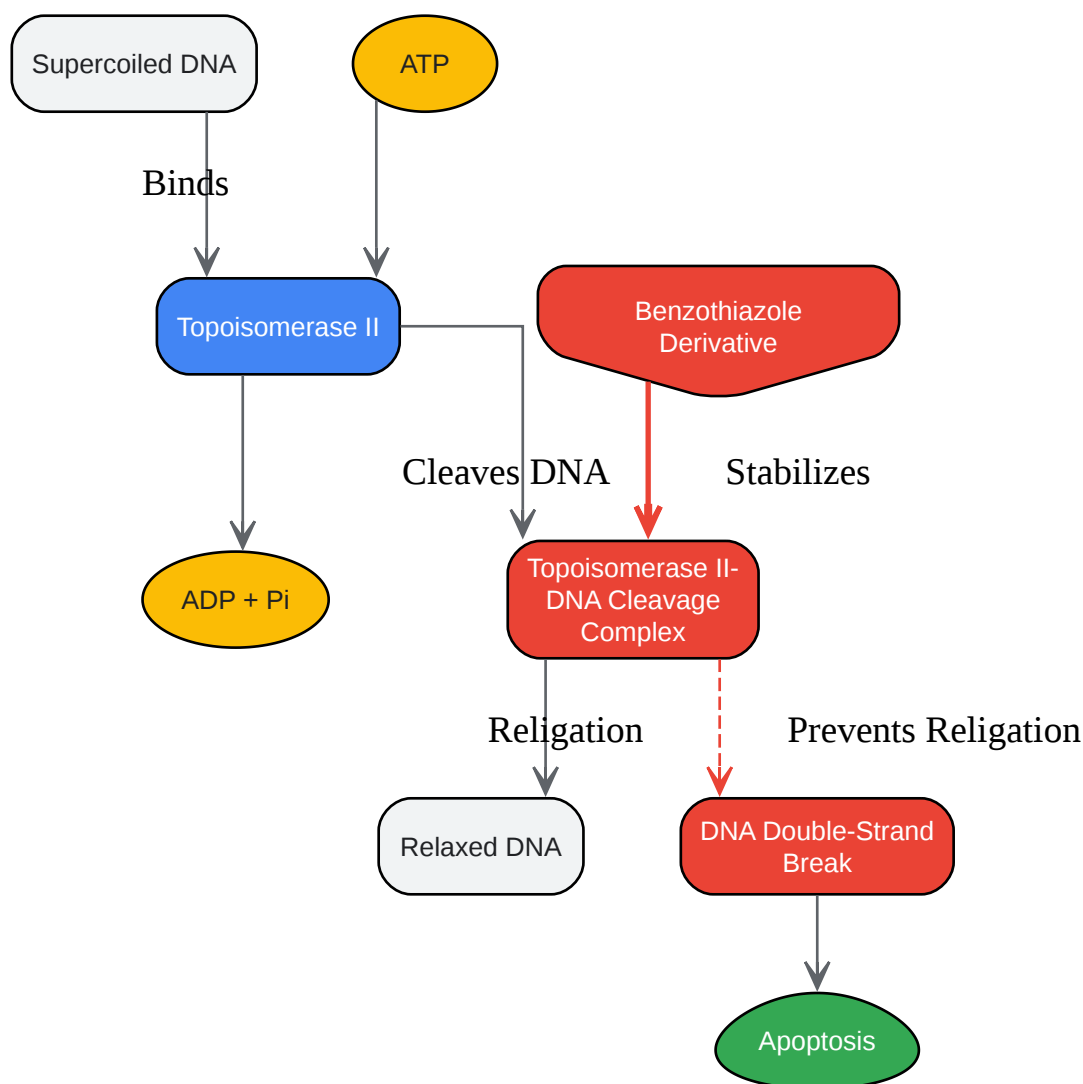 Supercoiled DNA
ATP
Binds
Topoisomerase II
Benzothiazole
Derivative
Cleaves DNA
Stabilizes
ADP + Pi
Topoisomerase II-
DNA Cleavage
Complex
Religation
Prevents Religation
Relaxed DNA
DNA Double-Strand
Break
Apoptosis